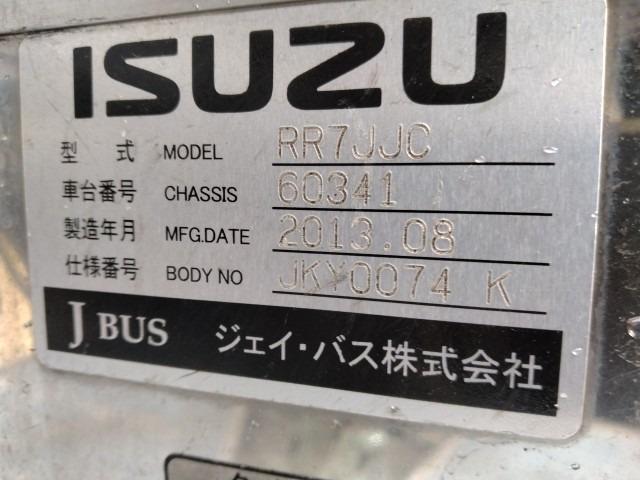 ISUZU
型式 MODEL RR7JJC
車台番号 CHASSIS 60341
製造年月 MFG.DATE 2013.08
仕様番号 BODY NO JKY0074 K
J BUS ジェイ・バス株式会社